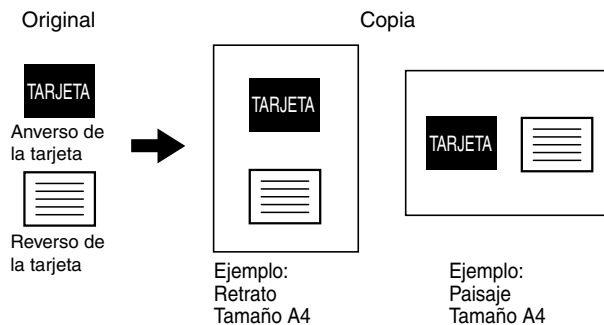 Original
Copia
TARJETA
Anverso de
la tarjeta
Reverso de
la tarjeta
TARJETA
Ejemplo:
Retrato
Tamaño A4
TARJETA
Ejemplo:
Paisaje
Tamaño A4